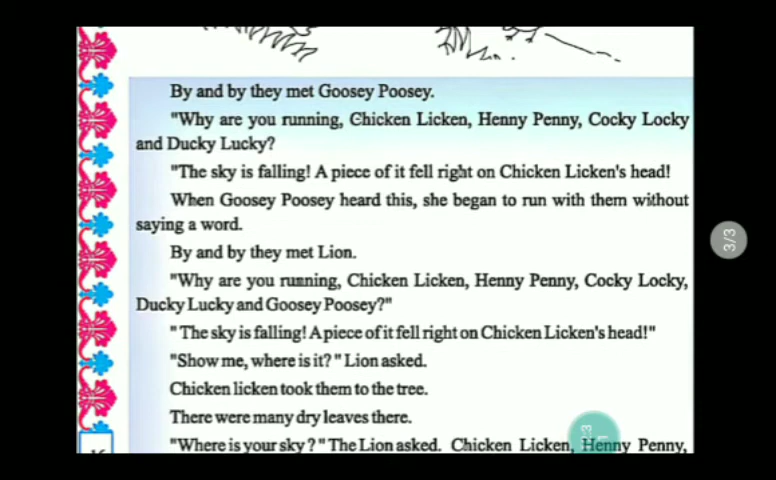 By and by they met Goosey Poosey.
"Why are you running, Chicken Licken, Henny Penny, Cocky Locky
and Ducky Lucky?
"The sky is falling! A piece of it fell right on Chicken Licken's head!
When Goosey Poosey heard this, she began to run with them without
saying a word.
By and by they met Lion.
"Why are you running, Chicken Licken, Henny Penny, Cocky Locky,
Ducky Lucky and Goosey Poosey?"
" The sky is falling! A piece of it fell right on Chicken Licken's head!"
"Show me, where is it? " Lion asked.
Chicken licken took them to the tree.
There were many dry leaves there.
"Where is your sky ? " The Lion asked. Chicken Licken, Henny Penny,
3/3